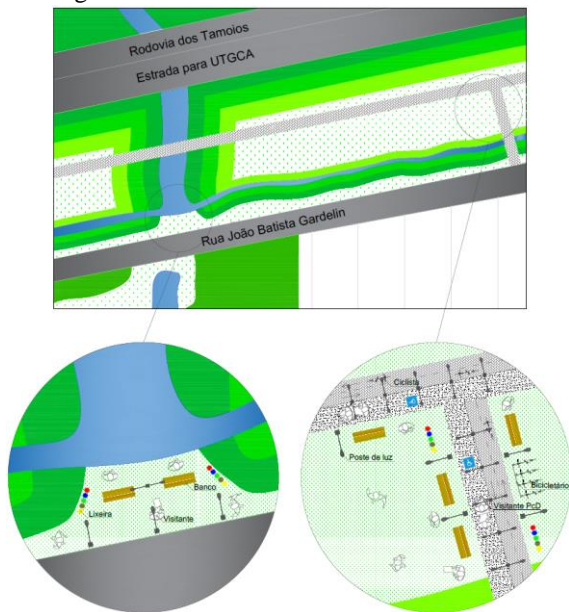 Rodovia dos Tamoios
Estrada para UTGCA
Rua João Batista Gardelin
Ciclista
Poste de luz
Bicicletário
Visitante PcD
Banco
Lixeira
Visitante